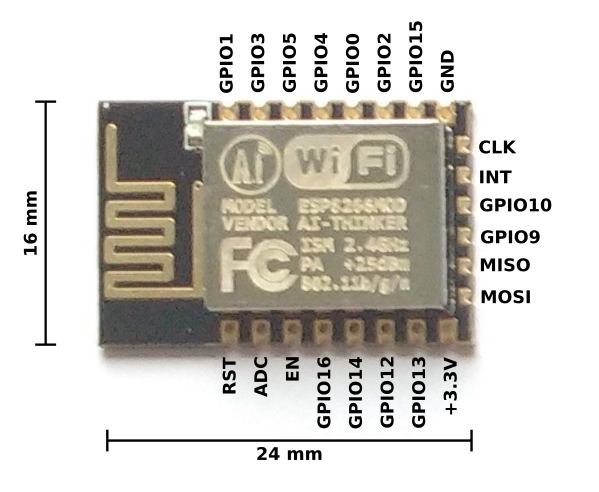 GPIO1
GPIO3
GPIO5
GPIO4
GPIO0
GPIO2
GPIO15
GND
CLK
INT
GPIO10
GPIO9
MISO
MOSI
16 mm
Ai
WiFi
MODEL ESP8266MOD
VENDOR AI-THINKER
FC ISM 2.4GHz
PA +25dBm
802.11b/g/n
RST
ADC
EN
GPIO16
GPIO14
GPIO12
GPIO13
+3.3V
24 mm